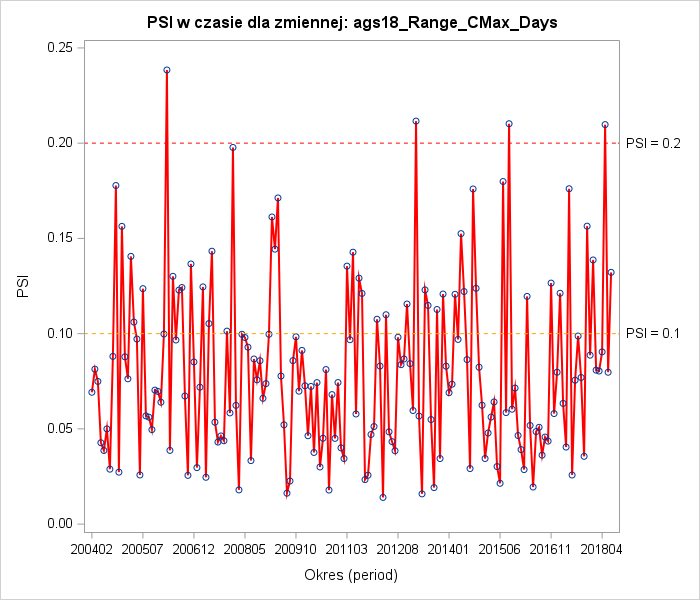 PSI w czasie dla zmiennej: ags18_Range_CMax_Days
0.25
0.20
0.15
0.10
0.05
0.00
PSI
PSI = 0.2
PSI = 0.1
200402 200507 200612 200805 200910 201103 201208 201401 201506 201611 201804
Okres (period)